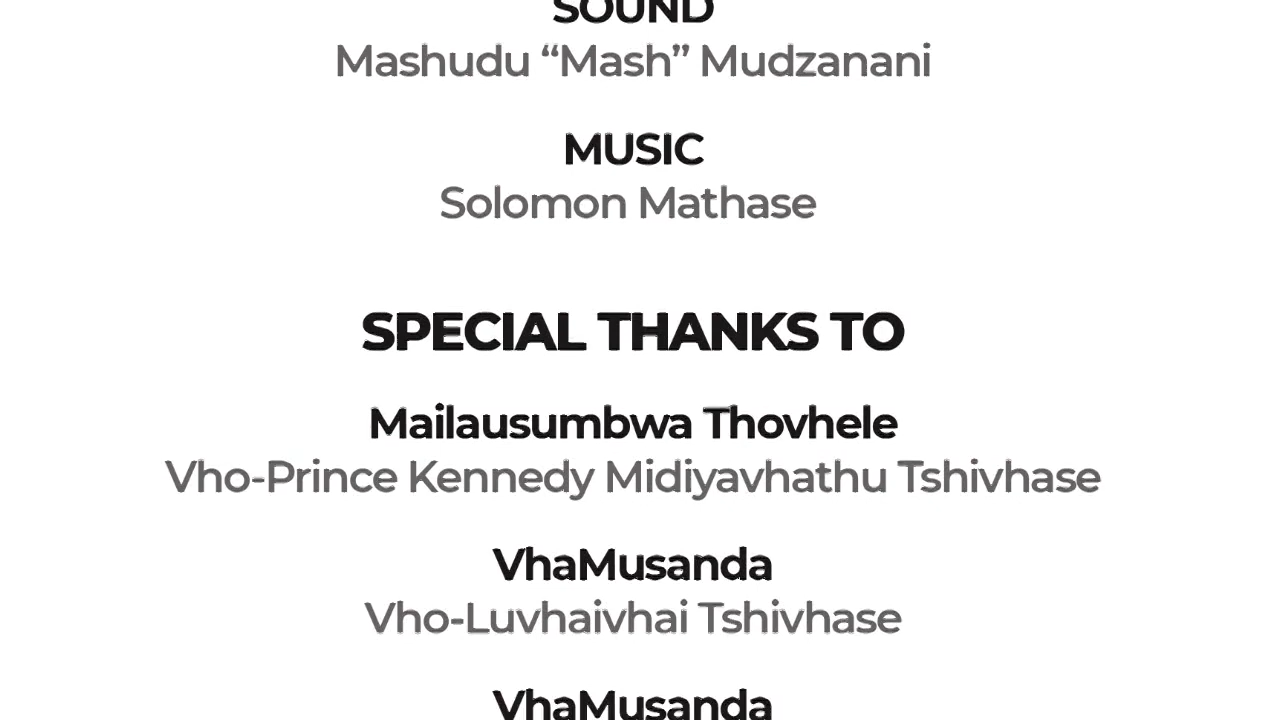 SOUND
Mashudu “Mash” Mudzanani
MUSIC
Solomon Mathase
SPECIAL THANKS TO
Mailausumbwa Thovhele
Vho-Prince Kennedy Midiyavhathu Tshivhase
VhaMusanda
Vho-Luvhaivhai Tshivhase
VhaMusanda